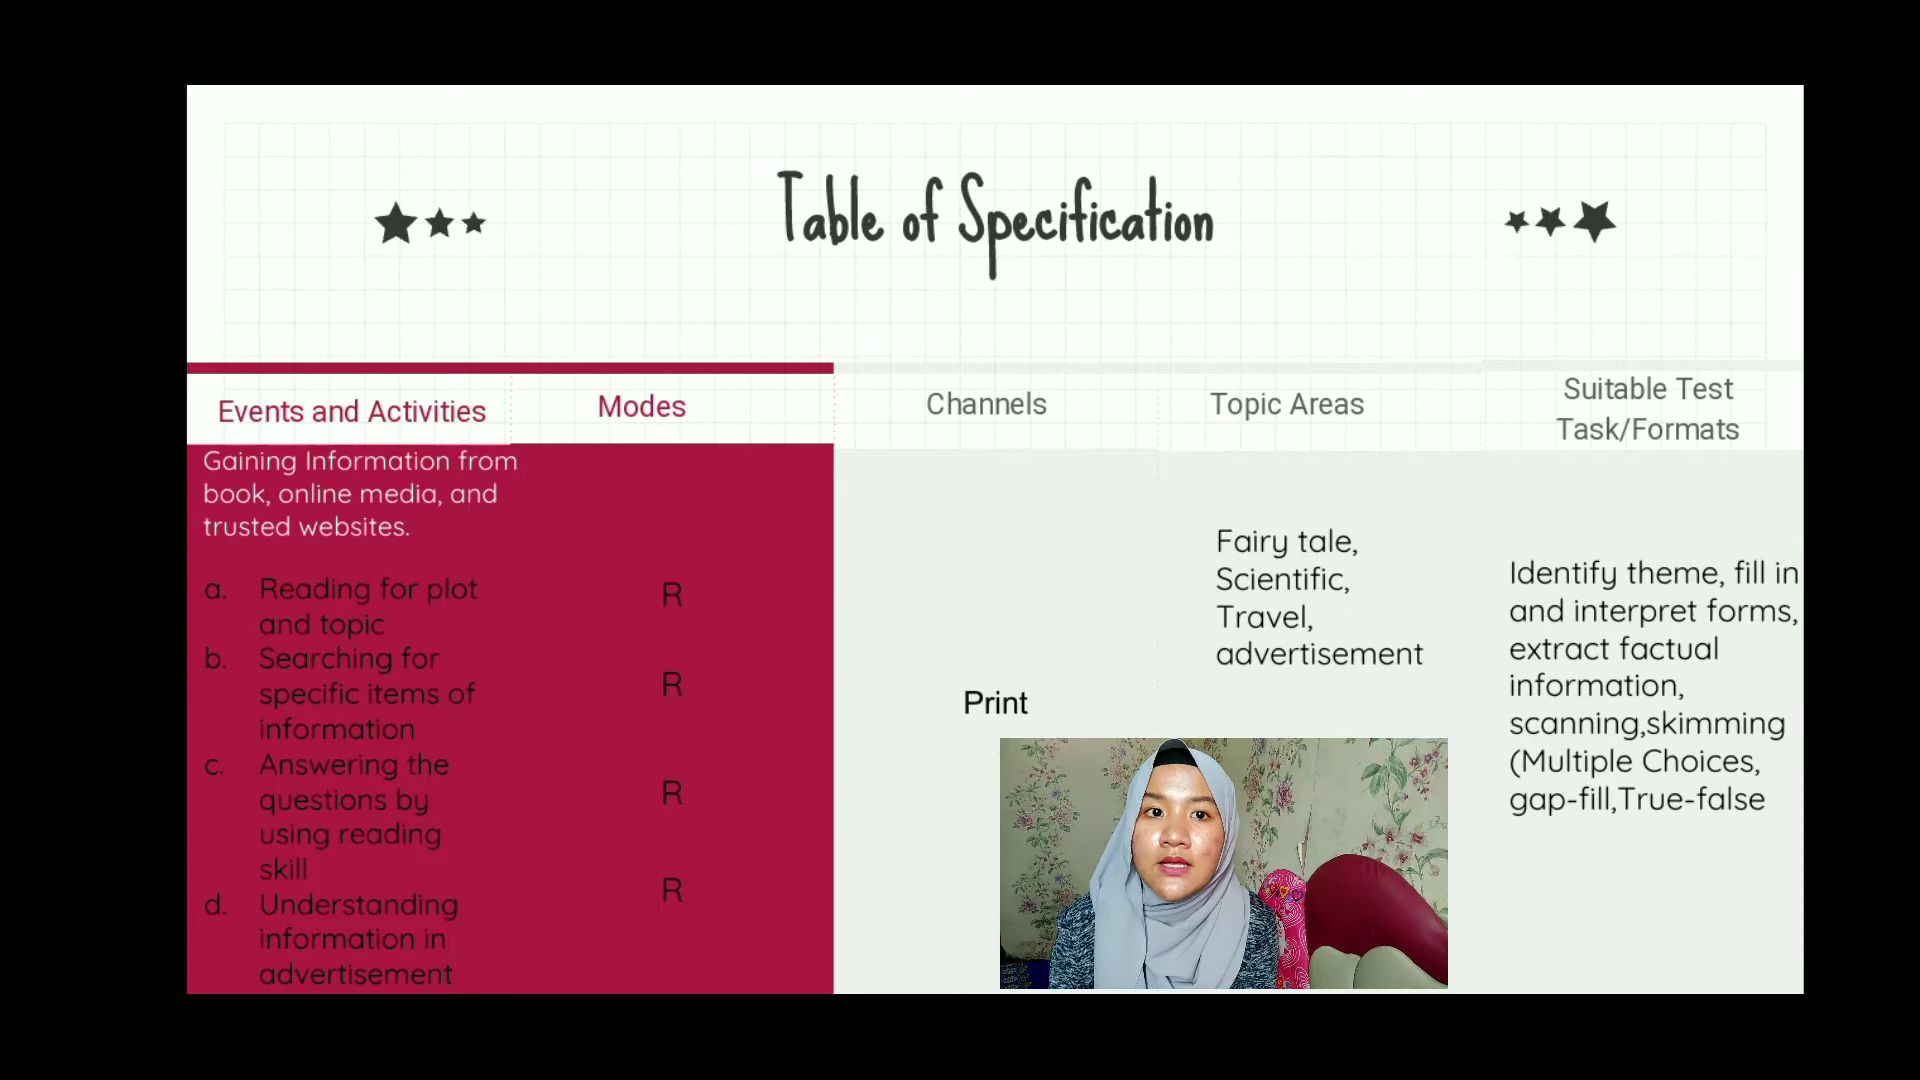 Table of Specification
Events and Activities
Modes
Channels
Topic Areas
Suitable Test
Task/Formats
Gaining Information from
book, online media, and
trusted websites.
a. Reading for plot
and topic
b. Searching for
specific items of
information
c. Answering the
questions by
using reading
skill
d. Understanding
information in
advertisement
R
R
R
R
Print
Fairy tale,
Scientific,
Travel,
advertisement
Identify theme, fill in
and interpret forms,
extract factual
information,
scanning,skimming
(Multiple Choices,
gap-fill,True-false